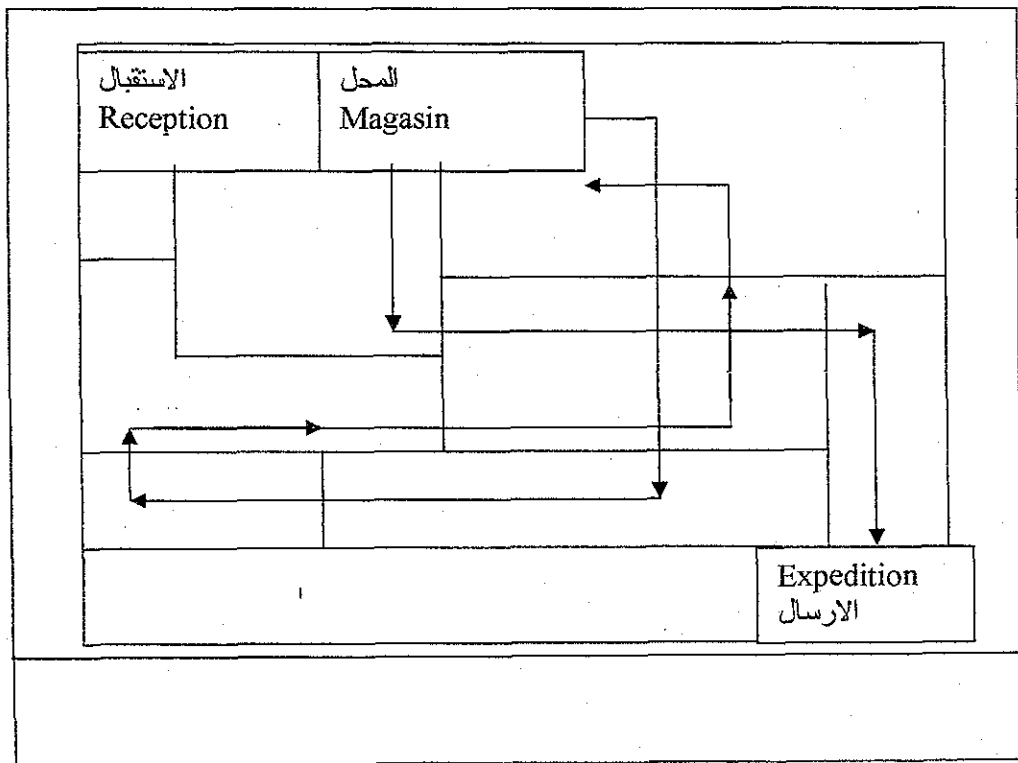 الاستقبال
Reception
المحل
Magasin
Expedition
الارسال